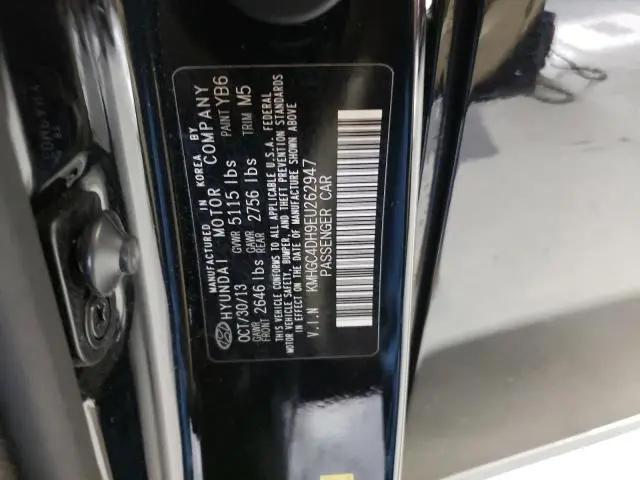 MANUFACTURED IN KOREA BY
HYUNDAI MOTOR COMPANY
OCT/30/13 GVWR 5115 lbs PAINT YB6
GAWR FRONT 2646 lbs GAWR REAR 2756 lbs TRIM M5
THIS VEHICLE CONFORMS TO ALL APPLICABLE U.S.A. FEDERAL
MOTOR VEHICLE SAFETY, BUMPER, AND THEFT PREVENTION STANDARDS
IN EFFECT ON THE DATE OF MANUFACTURE SHOWN ABOVE
V.I.N KMHGC4DH9EU262947
PASSENGER CAR